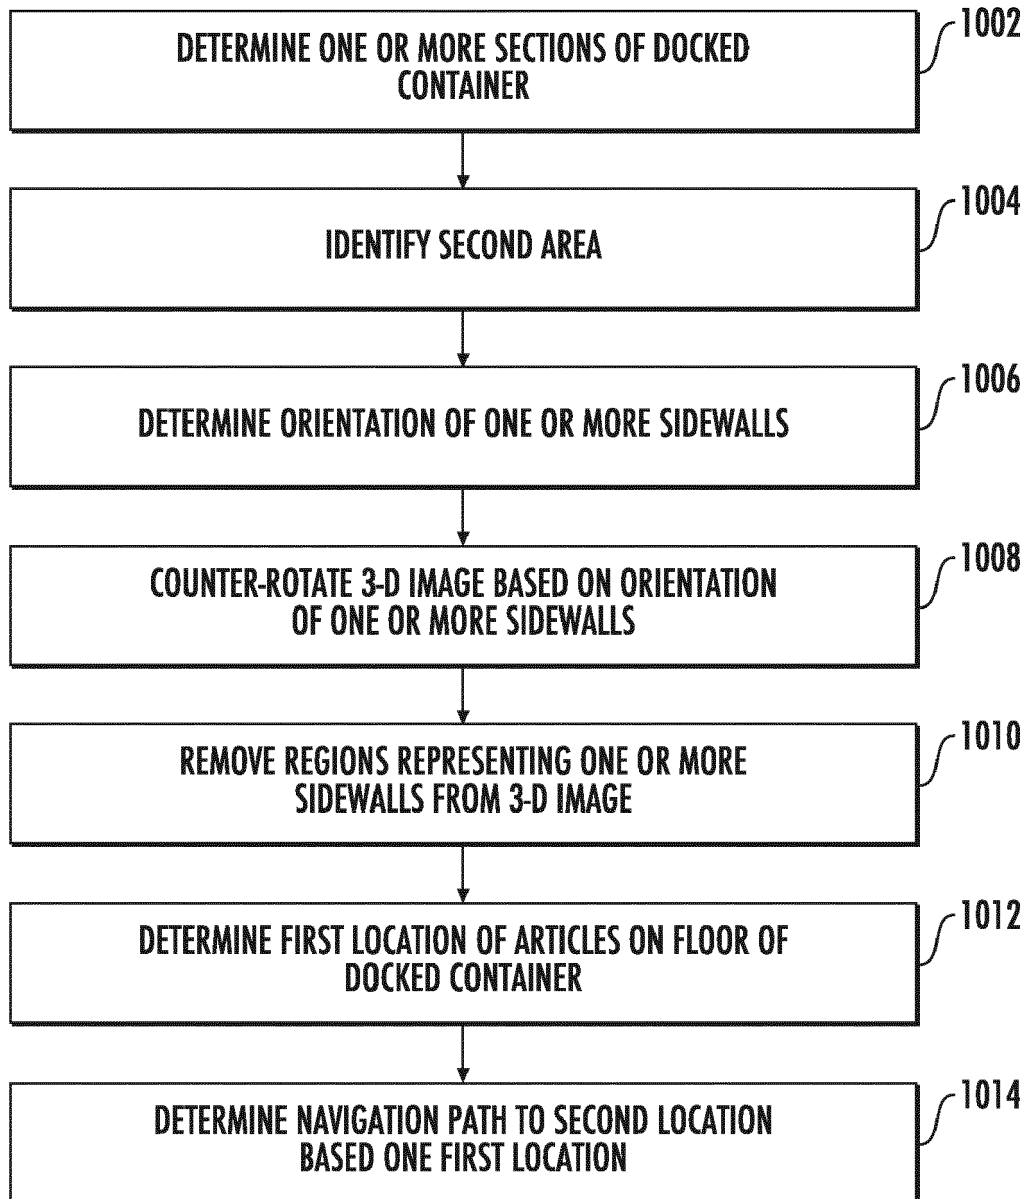 DETERMINE ONE OR MORE SECTIONS OF DOCKED
CONTAINER
1002
IDENTIFY SECOND AREA
1004
DETERMINE ORIENTATION OF ONE OR MORE SIDEWALLS
1006
COUNTER-ROTATE 3-D IMAGE BASED ON ORIENTATION
OF ONE OR MORE SIDEWALLS
1008
REMOVE REGIONS REPRESENTING ONE OR MORE
SIDEWALLS FROM 3-D IMAGE
1010
DETERMINE FIRST LOCATION OF ARTICLES ON FLOOR OF
DOCKED CONTAINER
1012
DETERMINE NAVIGATION PATH TO SECOND LOCATION
BASED ONE FIRST LOCATION
1014